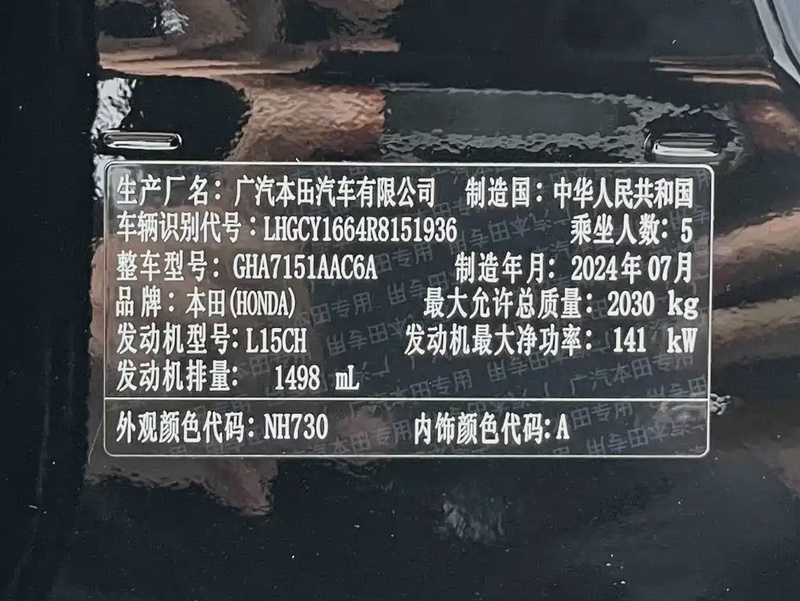 生产厂名：广汽本田汽车有限公司 制造国：中华人民共和国
车辆识别代号：LHGCY1664R8151936 乘坐人数：5
整车型号：GHA7151AAC6A 制造年月：2024年07月
品牌：本田(HONDA) 最大允许总质量：2030 kg
发动机型号：L15CH 发动机最大净功率：141 kW
发动机排量：1498 mL
外观颜色代码：NH730 内饰颜色代码：A